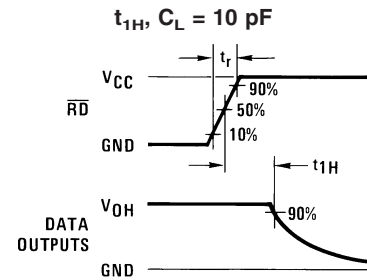 t1H, CL = 10 pF
tr
VCC
90%
RD
50%
10%
GND
t1H
VOH
90%
DATA
OUTPUTS
GND